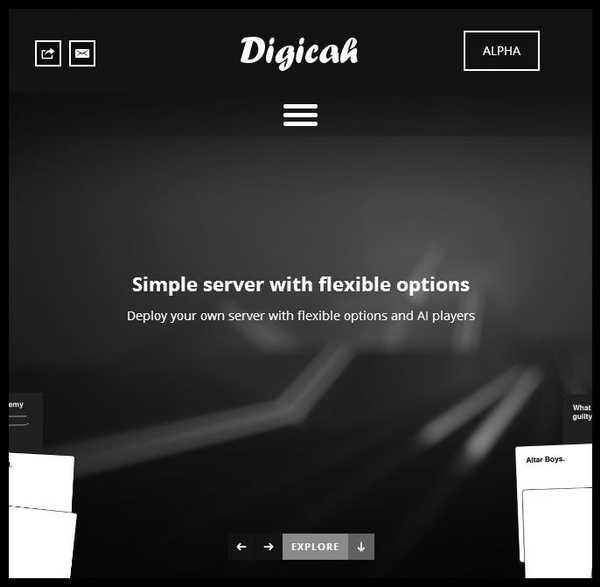 Digicah
ALPHA
Simple server with flexible options
Deploy your own server with flexible options and AI players
emy
What
guilty
Altar Boys.
EXPLORE